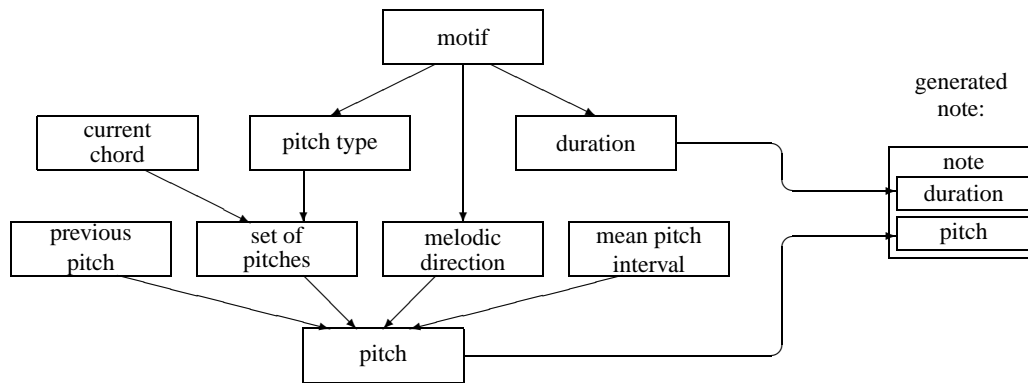 motif
generated
note:
current
chord
pitch type
duration
note
duration
pitch
previous
pitch
set of
pitches
melodic
direction
mean pitch
interval
pitch